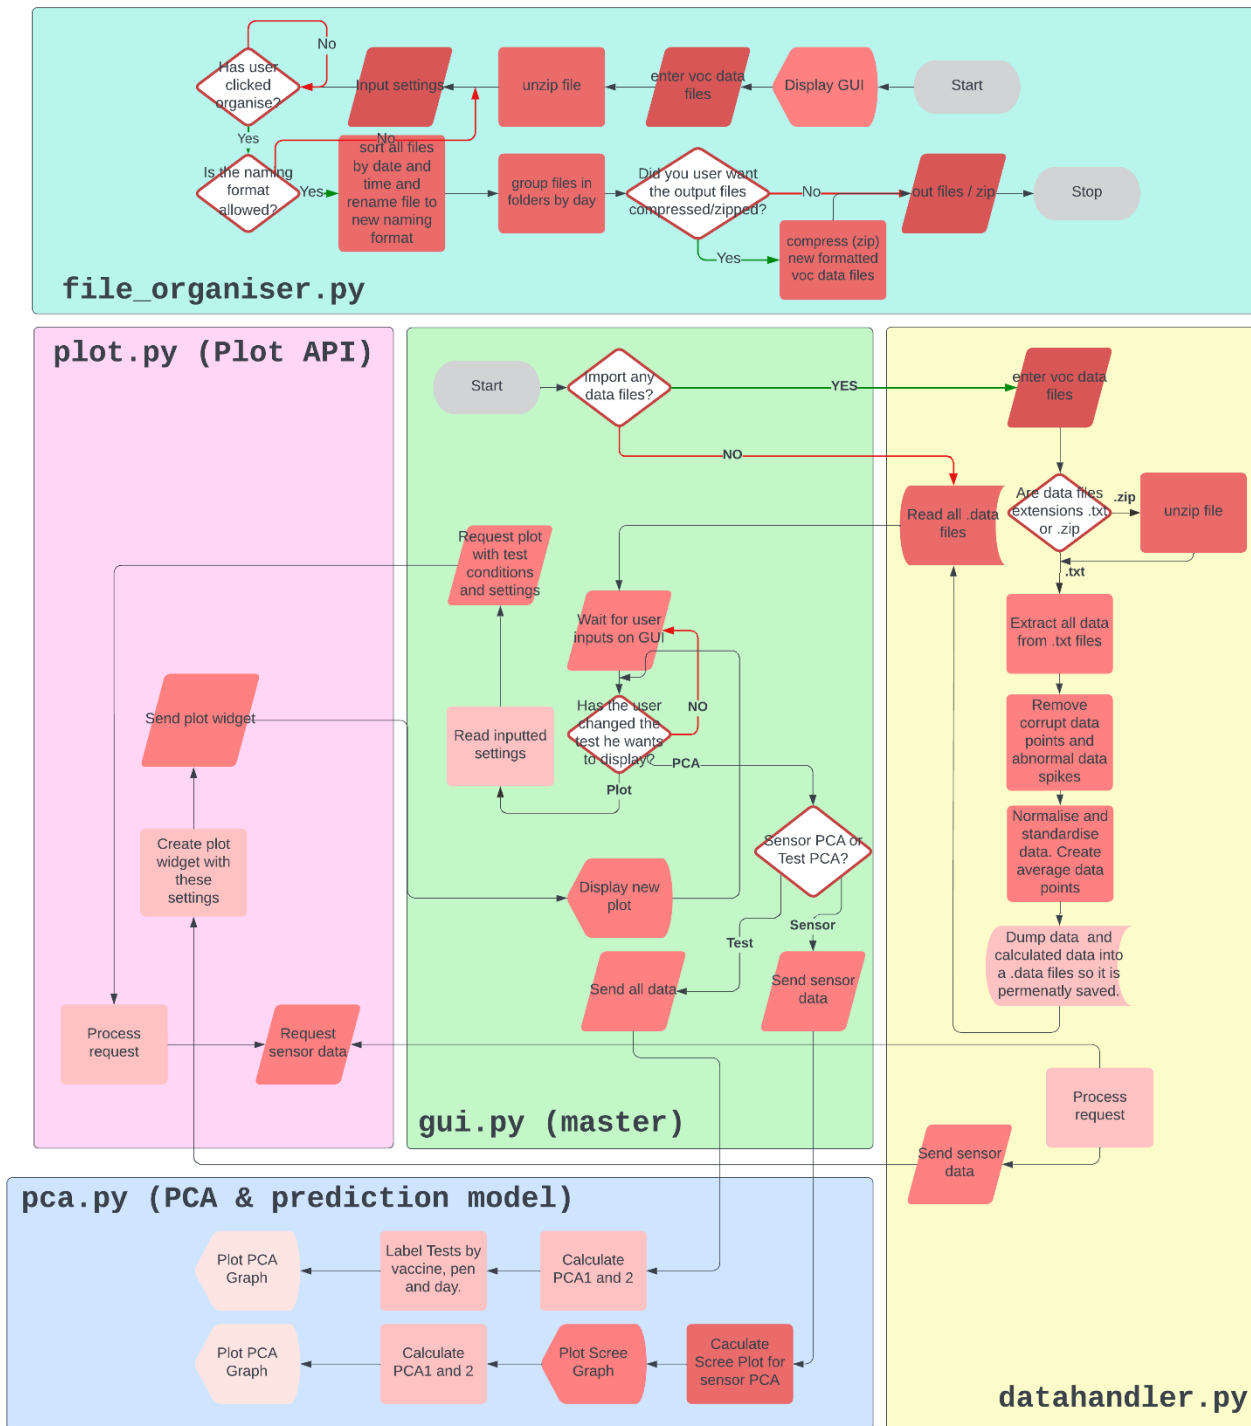 No
Has user
clicked
organise?
Input settings
unzip file
enter voc data
files
Display GUI
Start
Yes
No
Is the naming
format
allowed?
Yes
sort all files
by date and
time and
rename file to
new naming
format
group files in
folders by day
Did you user want
the output files
compressed/zipped?
No
out files / zip
Stop
Yes
compress (zip)
new formatted
voc data files
file_organiser.py
plot.py (Plot API)
Start
Import any
data files?
YES
enter voc data
files
NO
Read all .data
files
Are data files
extensions .txt
or .zip
.zip
unzip file
.txt
Request plot
with test
conditions
and settings
Wait for user
inputs on GUI
Extract all data
from .txt files
Send plot widget
Read inputted
settings
Has the user
changed the
test he wants
to display?
NO
PCA
Plot
Remove
corrupt data
points and
abnormal data
spikes
Create plot
widget with
these
settings
Sensor PCA or
Test PCA?
Normalise and
standardise
data. Create
average data
points
Display new
plot
Test
Sensor
Dump data  and
calculated data into
a .data files so it is
permenatly saved.
Send all data
Send sensor
data
Process
request
Request
sensor data
Process
request
gui.py (master)
Send sensor
data
pca.py (PCA & prediction model)
Plot PCA
Graph
Label Tests by
vaccine, pen
and day.
Calculate
PCA1 and 2
Plot PCA
Graph
Calculate
PCA1 and 2
Plot Scree
Graph
Caculate
Scree Plot for
sensor PCA
datahandler.py